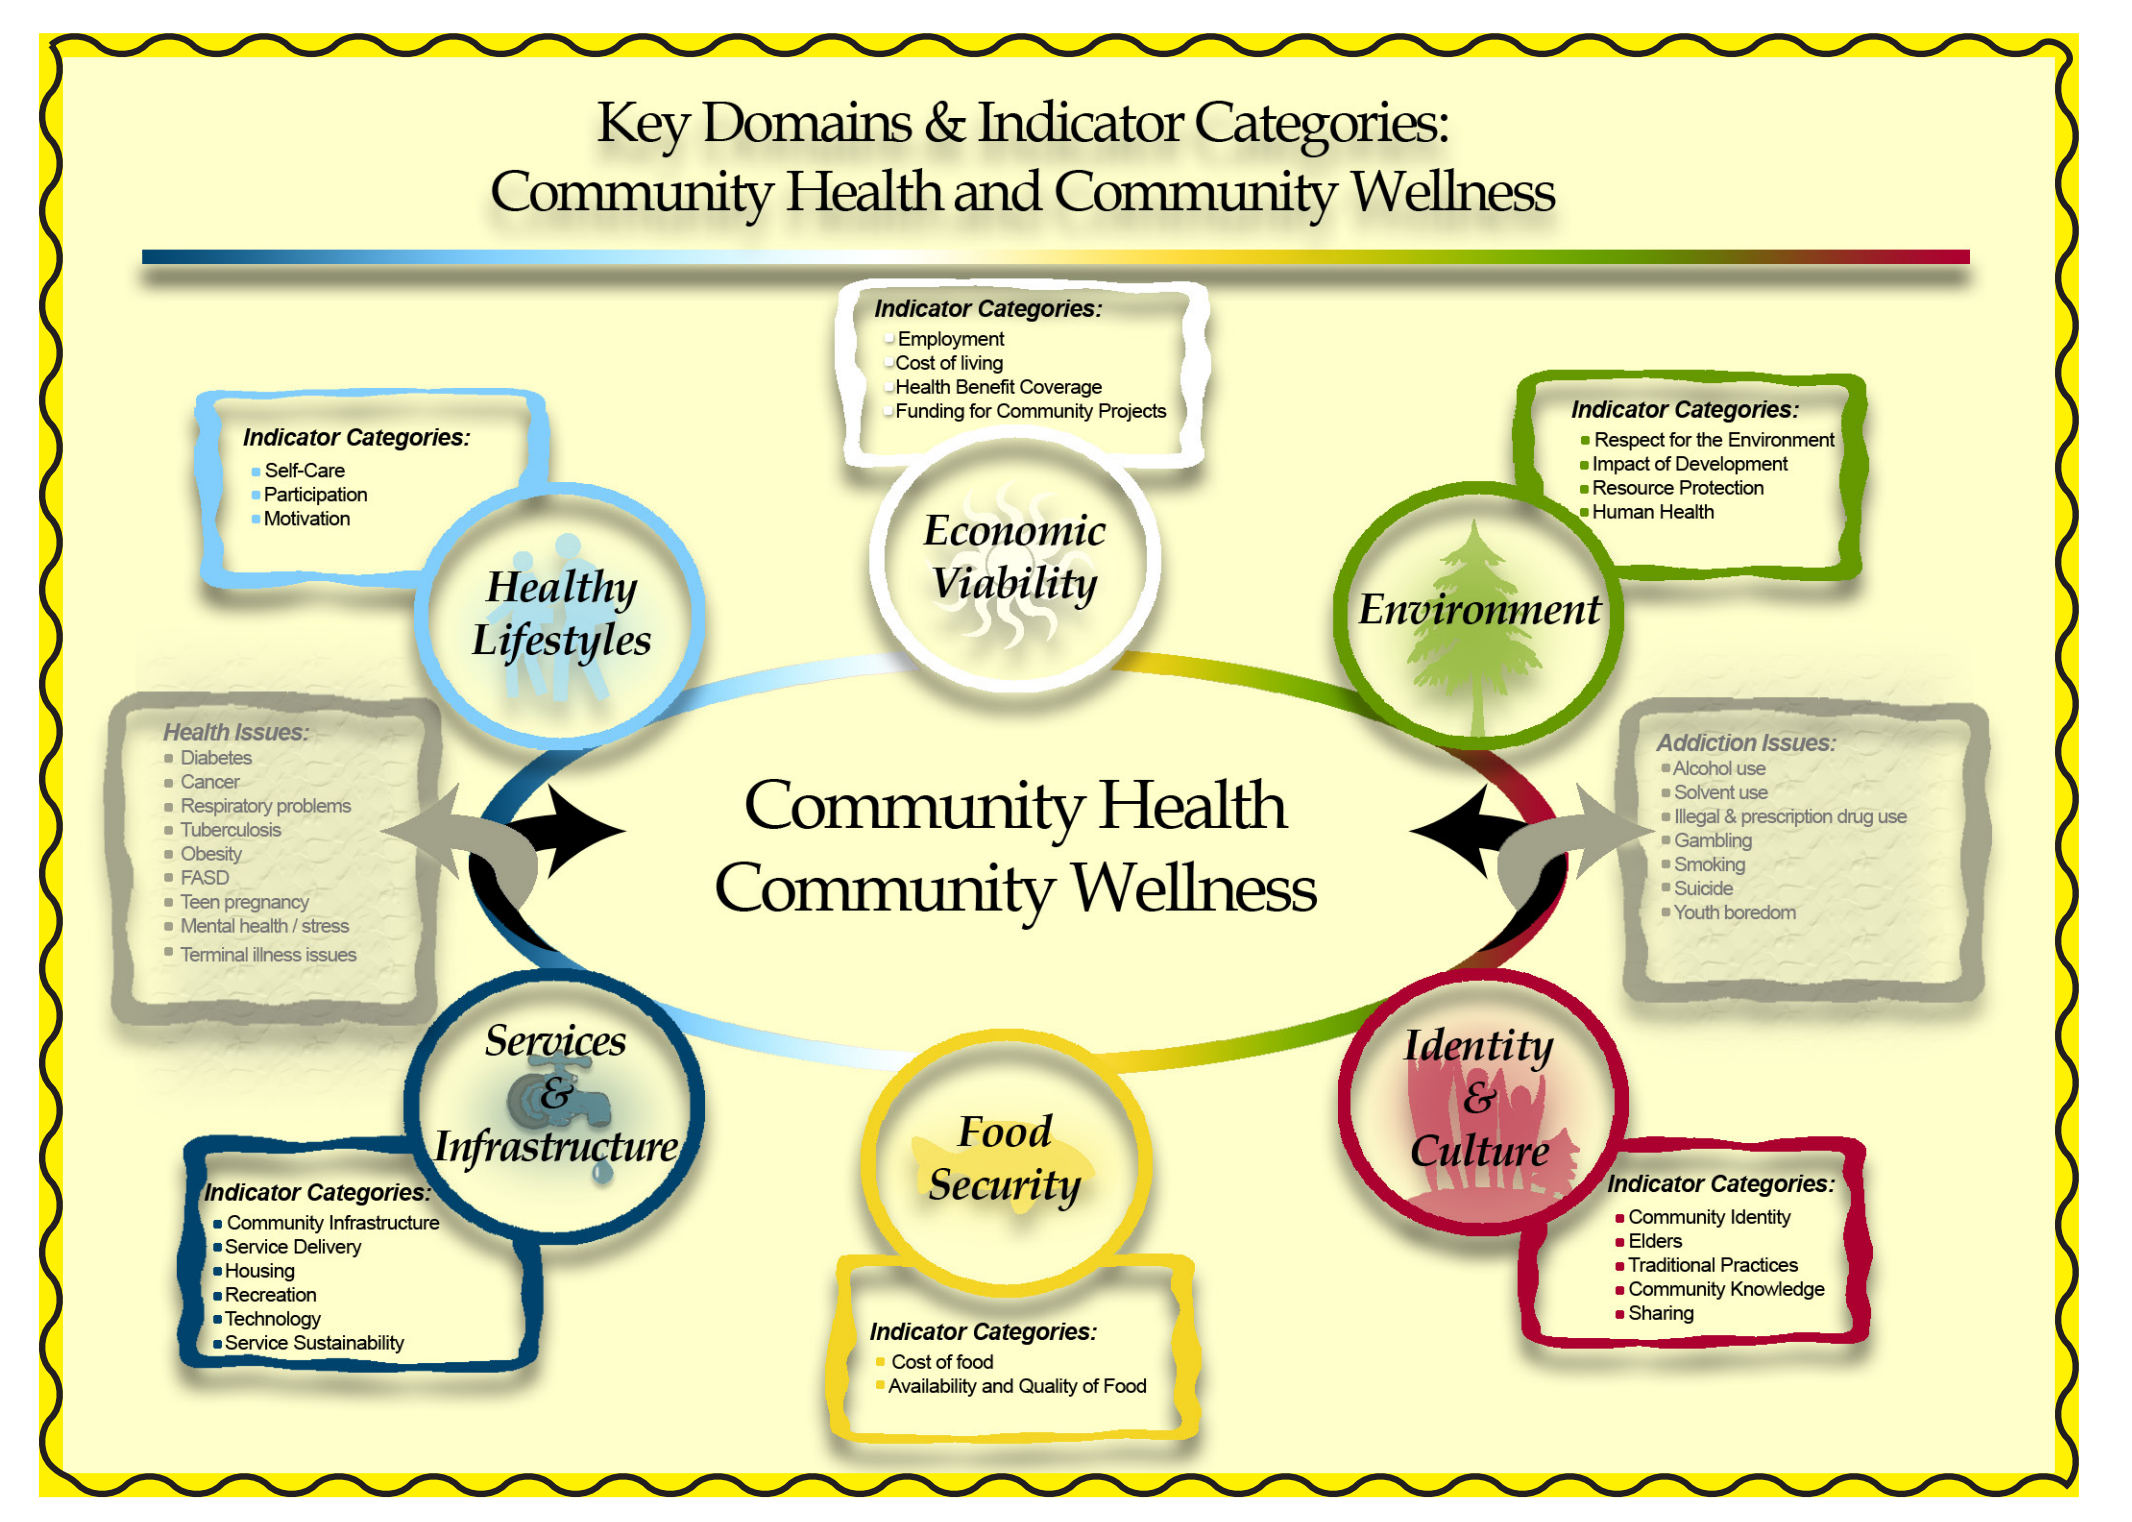 Key Domains & Indicator Categories:
Community Health and Community Wellness
Indicator Categories:
Employment
Cost of living
Health Benefit Coverage
Funding for Community Projects
Economic
Viability
Indicator Categories:
Self-Care
Participation
Motivation
Healthy
Lifestyles
Indicator Categories:
Respect for the Environment
Impact of Development
Resource Protection
Human Health
Environment
Health Issues:
Diabetes
Cancer
Respiratory problems
Tuberculosis
Obesity
FASD
Teen pregnancy
Mental health / stress
Terminal illness issues
Community Health
Community Wellness
Addiction Issues:
Alcohol use
Solvent use
Illegal & prescription drug use
Gambling
Smoking
Suicide
Youth boredom
Services
&
Infrastructure
Indicator Categories:
Community Infrastructure
Service Delivery
Housing
Recreation
Technology
Service Sustainability
Food
Security
Indicator Categories:
Cost of food
Availability and Quality of Food
Identity
&
Culture
Indicator Categories:
Community Identity
Elders
Traditional Practices
Community Knowledge
Sharing